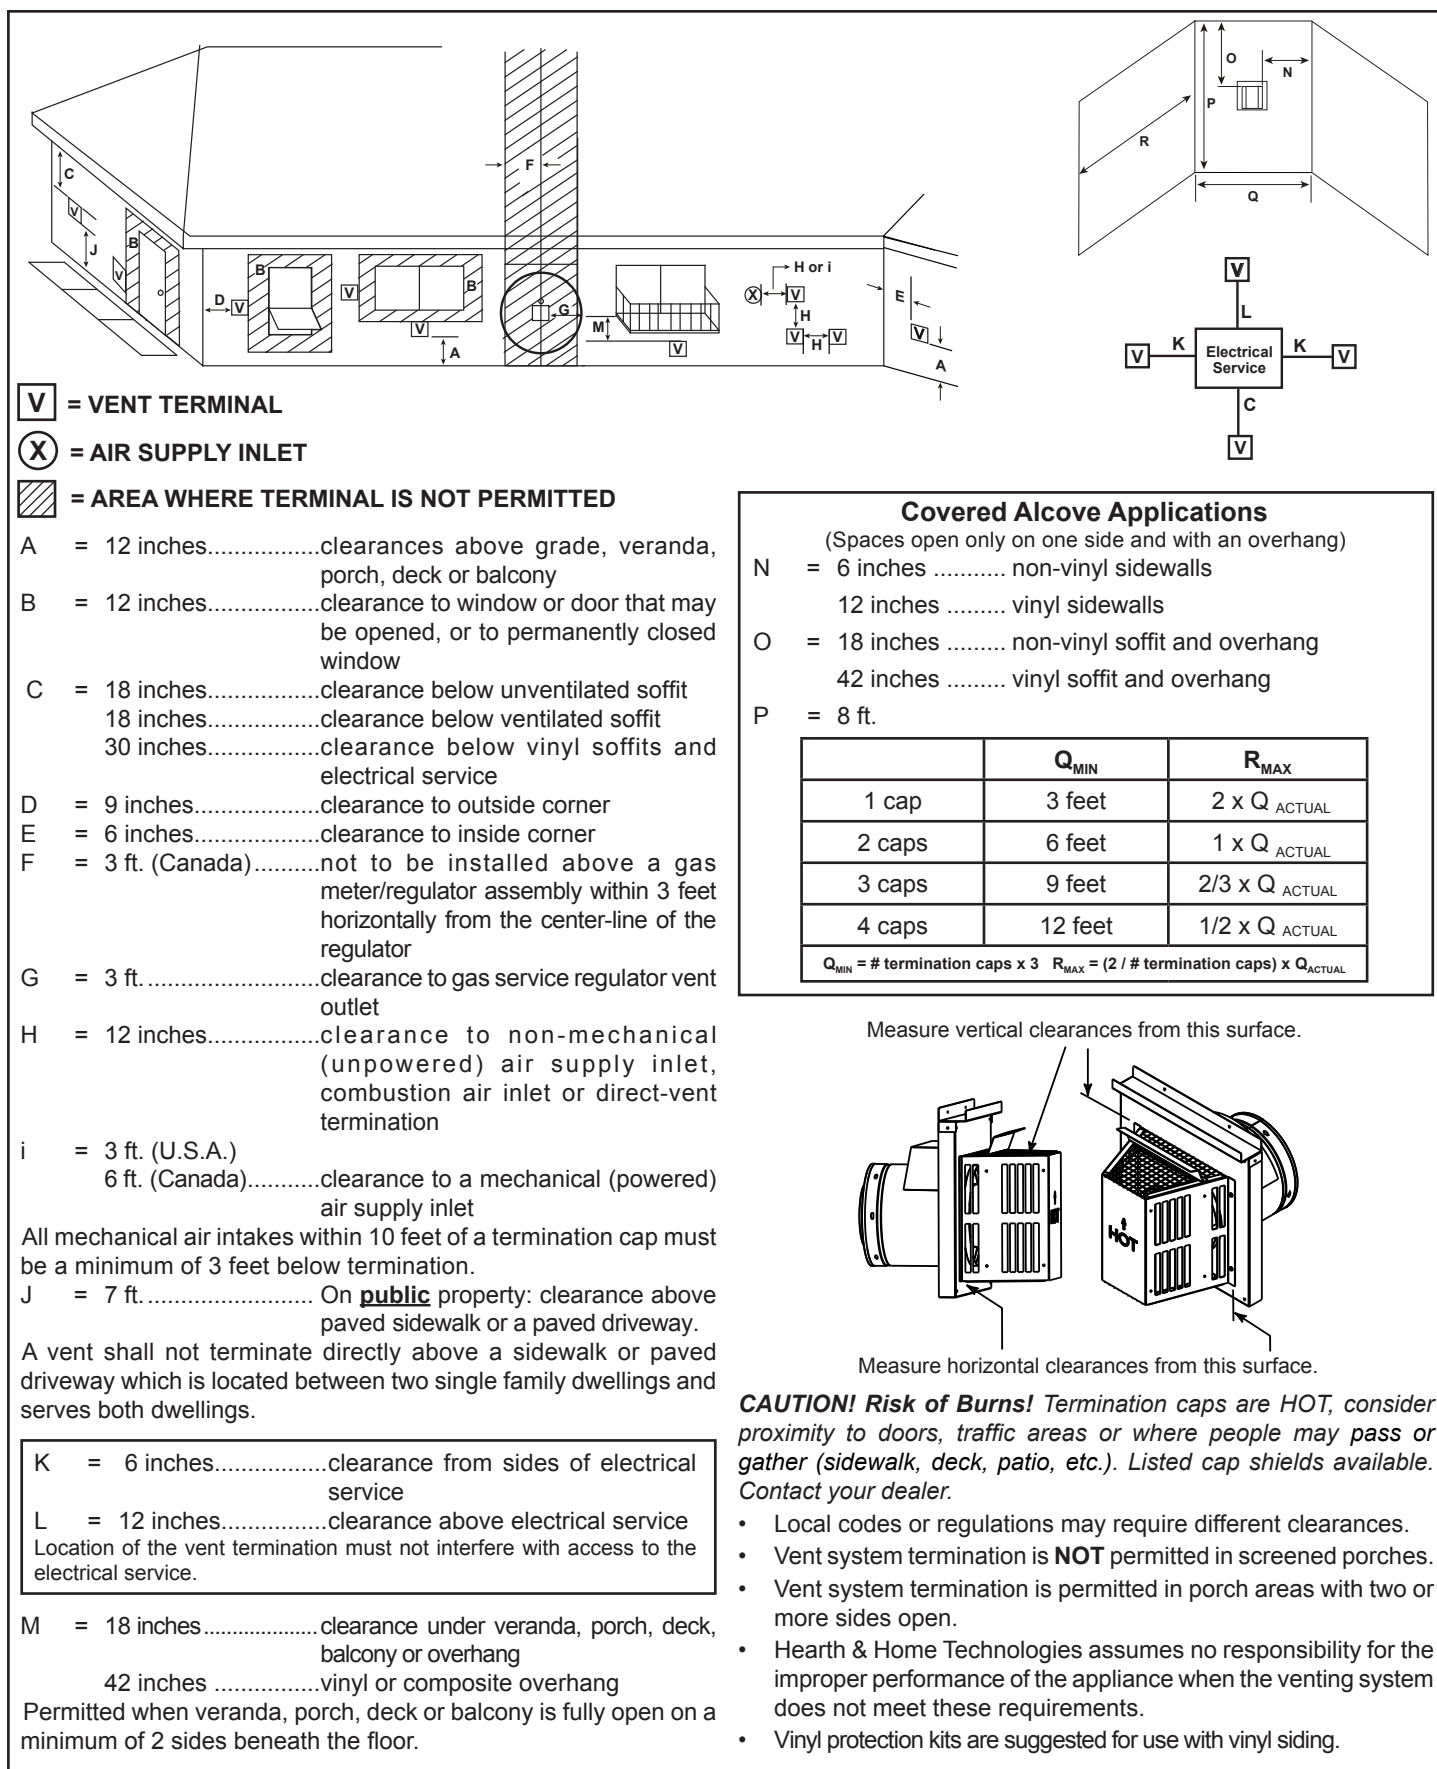 C
V
J
B
V
D
V
B
V
B
V
A
F
G
M
V
H or i
X
V
H
V
H
V
E
V
A
O
N
P
R
Q
V
L
V
K
Electrical
Service
K
V
C
V
V = VENT TERMINAL
X = AIR SUPPLY INLET
= AREA WHERE TERMINAL IS NOT PERMITTED
A = 12 inches..................clearances above grade, veranda,
porch, deck or balcony
B = 12 inches..................clearance to window or door that may
be opened, or to permanently closed
window
C = 18 inches..................clearance below unventilated soffit
18 inches..................clearance below ventilated soffit
30 inches..................clearance below vinyl soffits and
electrical service
D = 9 inches....................clearance to outside corner
E = 6 inches....................clearance to inside corner
F = 3 ft. (Canada)..........not to be installed above a gas
meter/regulator assembly within 3 feet
horizontally from the center-line of the
regulator
G = 3 ft. ...........................clearance to gas service regulator vent
outlet
H = 12 inches..................clearance to non-mechanical
(unpowered) air supply inlet,
combustion air inlet or direct-vent
termination
i = 3 ft. (U.S.A.)
6 ft. (Canada)...........clearance to a mechanical (powered)
air supply inlet
All mechanical air intakes within 10 feet of a termination cap must
be a minimum of 3 feet below termination.
J = 7 ft. ........................... On public property: clearance above
paved sidewalk or a paved driveway.
A vent shall not terminate directly above a sidewalk or paved
driveway which is located between two single family dwellings and
serves both dwellings.
K = 6 inches..................clearance from sides of electrical
service
L = 12 inches.................clearance above electrical service
Location of the vent termination must not interfere with access to the
electrical service.
M = 18 inches ....................clearance under veranda, porch, deck,
balcony or overhang
42 inches .................vinyl or composite overhang
Permitted when veranda, porch, deck or balcony is fully open on a
minimum of 2 sides beneath the floor.
Covered Alcove Applications
(Spaces open only on one side and with an overhang)
N = 6 inches ........... non-vinyl sidewalls
12 inches ......... vinyl sidewalls
O = 18 inches ......... non-vinyl soffit and overhang
42 inches ......... vinyl soffit and overhang
P = 8 ft.
QMIN RMAX
1 cap 3 feet 2 x Q ACTUAL
2 caps 6 feet 1 x Q ACTUAL
3 caps 9 feet 2/3 x Q ACTUAL
4 caps 12 feet 1/2 x Q ACTUAL
QMIN = # termination caps x 3 RMAX = (2 / # termination caps) x QACTUAL
Measure vertical clearances from this surface.
HOT
Measure horizontal clearances from this surface.
CAUTION! Risk of Burns! Termination caps are HOT, consider
proximity to doors, traffic areas or where people may pass or
gather (sidewalk, deck, patio, etc.). Listed cap shields available.
Contact your dealer.
• Local codes or regulations may require different clearances.
• Vent system termination is NOT permitted in screened porches.
• Vent system termination is permitted in porch areas with two or
more sides open.
• Hearth & Home Technologies assumes no responsibility for the
improper performance of the appliance when the venting system
does not meet these requirements.
• Vinyl protection kits are suggested for use with vinyl siding.